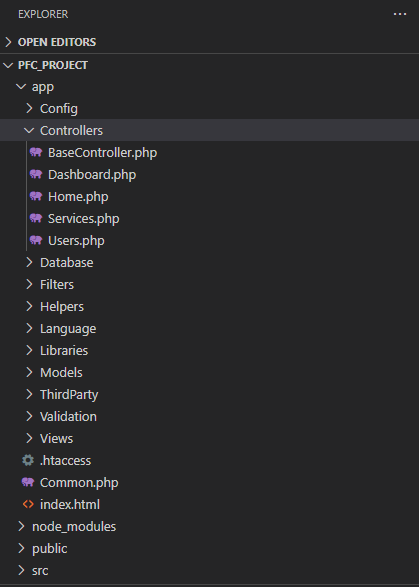 EXPLORER
OPEN EDITORS
PFC_PROJECT
app
Config
Controllers
BaseController.php
Dashboard.php
Home.php
Services.php
Users.php
Database
Filters
Helpers
Language
Libraries
Models
ThirdParty
Validation
Views
.htaccess
Common.php
index.html
node_modules
public
src